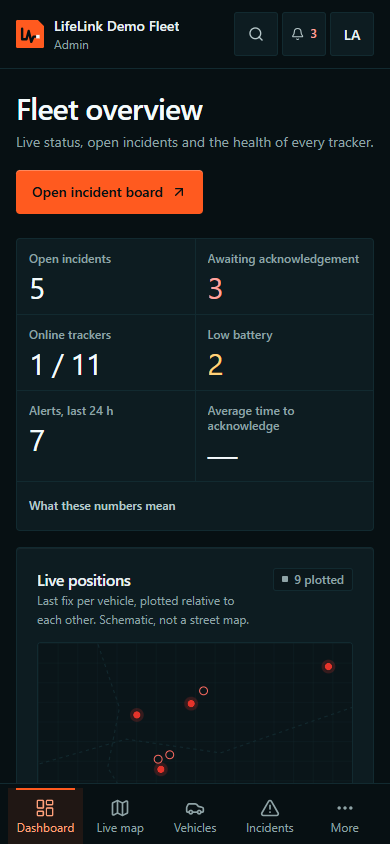 LifeLink Demo Fleet
Admin
3
LA
Fleet overview
Live status, open incidents and the health of every tracker.
Open incident board
Open incidents
5
Awaiting acknowledgement
3
Online trackers
1 / 11
Low battery
2
Alerts, last 24 h
7
Average time to
acknowledge
—
What these numbers mean
Live positions
9 plotted
Last fix per vehicle, plotted relative to
each other. Schematic, not a street map.
Dashboard
Live map
Vehicles
Incidents
More